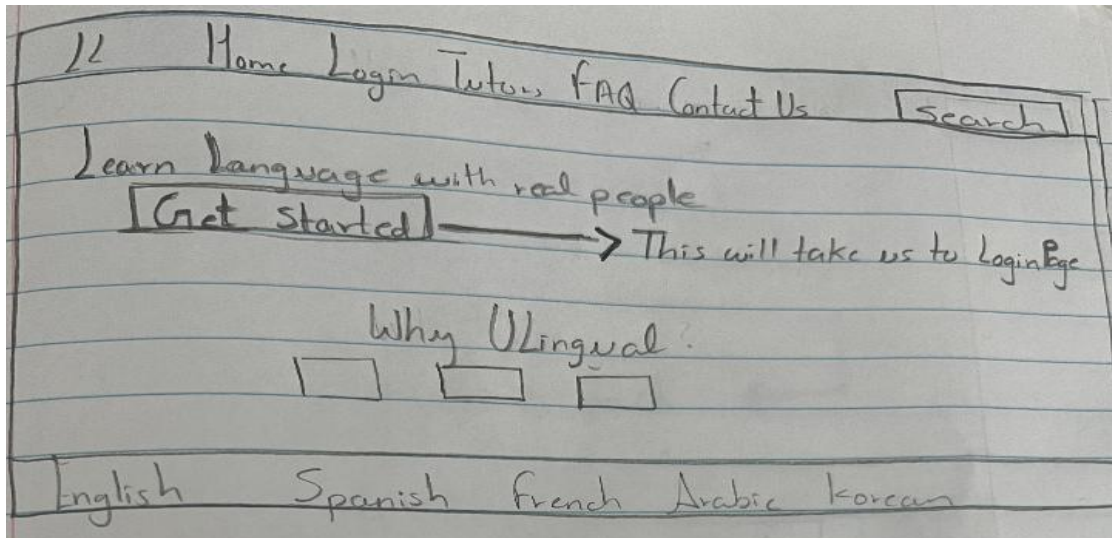 Home Login Tutors FAQ Contact Us Search
Learn Language with real people
Get Started → This will take us to Login Page
Why ULingual?
English Spanish French Arabic Korean